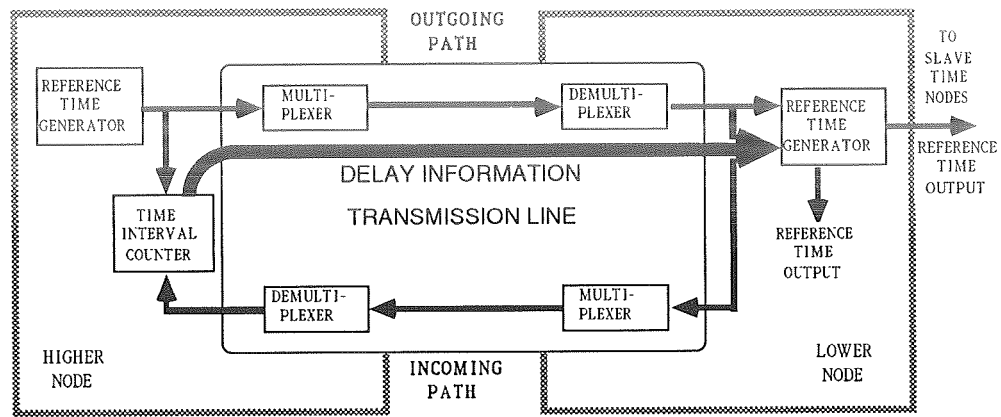 OUTGOING
PATH
TO
SLAVE
TIME
NODES
REFERENCE
TIME
GENERATOR
MULTI-
PLEXER
DEMULTI-
PLEXER
REFERENCE
TIME
GENERATOR
REFERENCE
TIME
OUTPUT
DELAY INFORMATION
TRANSMISSION LINE
TIME
INTERVAL
COUNTER
REFERENCE
TIME
OUTPUT
DEMULTI-
PLEXER
MULTI-
PLEXER
HIGHER
NODE
INCOMING
PATH
LOWER
NODE